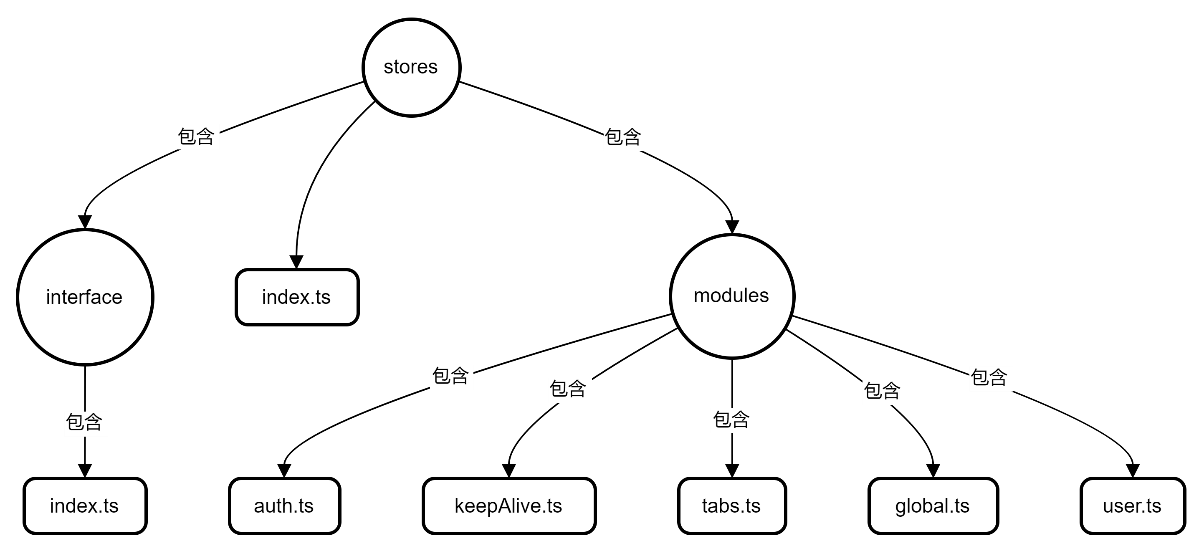 stores
包含
包含
interface
index.ts
modules
包含
包含
包含
包含
包含
包含
index.ts
auth.ts
keepAlive.ts
tabs.ts
global.ts
user.ts